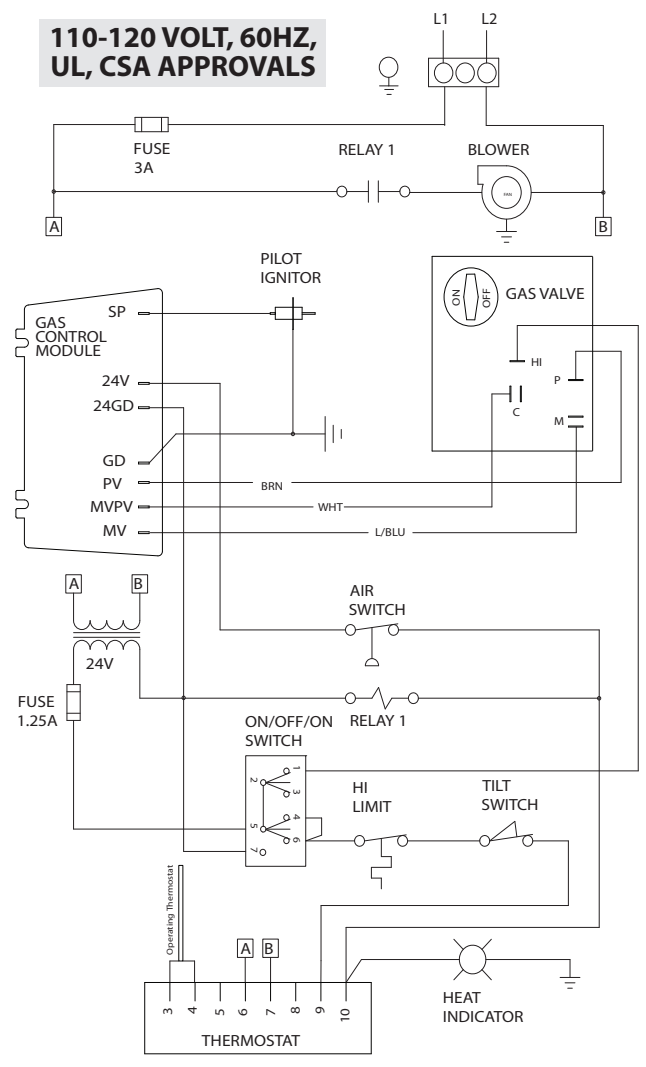 L1 L2
110-120 VOLT, 60HZ,
UL, CSA APPROVALS
FUSE
3A
RELAY 1
BLOWER
FAN
A
B
PILOT
IGNITOR
SP
GAS
CONTROL
MODULE
24V
24GD
GD
PV
MVPV
MV
ON
OFF
GAS VALVE
HI
P
C
M
BRN
WHT
L/BLU
A
B
24V
FUSE
1.25A
AIR
SWITCH
RELAY 1
ON/OFF/ON
SWITCH
1
2
3
4
5
6
7
HI
LIMIT
TILT
SWITCH
Operating Thermostat
A
B
3 4 5 6 7 8 9 10
THERMOSTAT
HEAT
INDICATOR